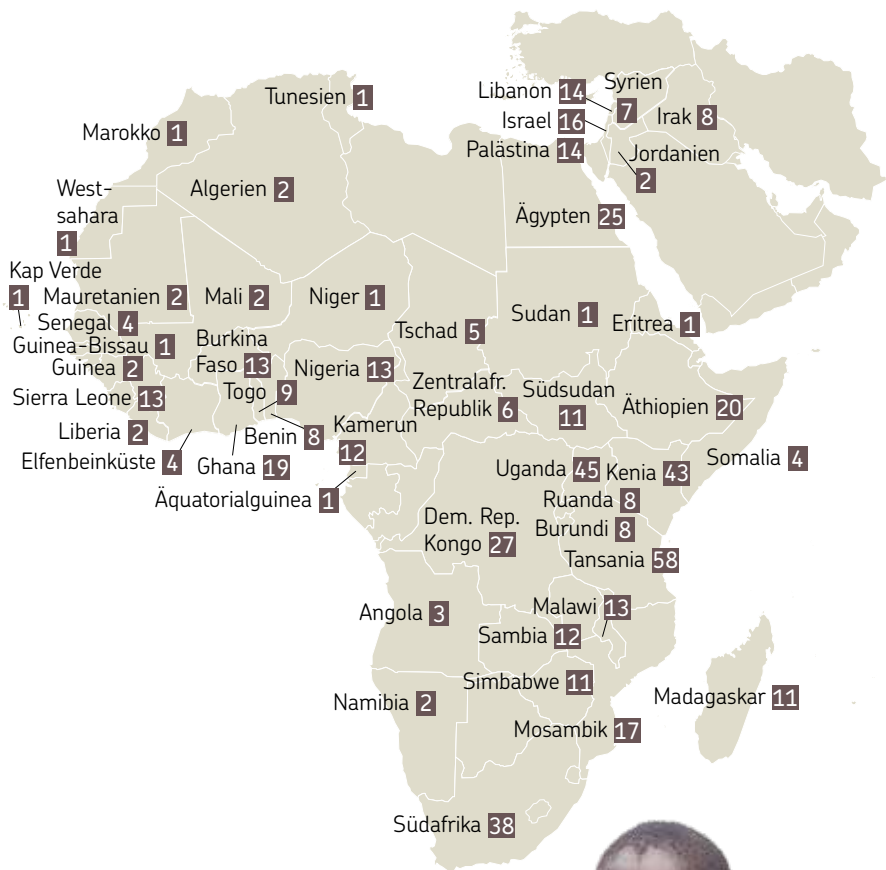 Tunesien 1
Marokko 1
Algerien 2
West-
sahara
1
Kap Verde
1
Mauretanien 2
Mali 2
Niger 1
Senegal 4
Guinea-Bissau 1
Guinea 2
Sierra Leone 13
Liberia 2
Elfenbeinküste 4
Burkina
Faso 13
Togo 9
Ghana 19
Benin 8
Nigeria 13
Kamerun
12
Äquatorialguinea 1
Tschad 5
Zentralafr.
Republik 6
Libanon 14
Syrien
7
Israel 16
Irak 8
Palästina 14
Jordanien
2
Ägypten 25
Sudan 1
Eritrea 1
Südsudan
11
Äthiopien 20
Somalia 4
Uganda 45
Kenia 43
Ruanda 8
Burundi 8
Dem. Rep.
Kongo 27
Tansania 58
Angola 3
Malawi 13
Sambia 12
Simbabwe 11
Namibia 2
Madagaskar 11
Mosambik 17
Südafrika 38